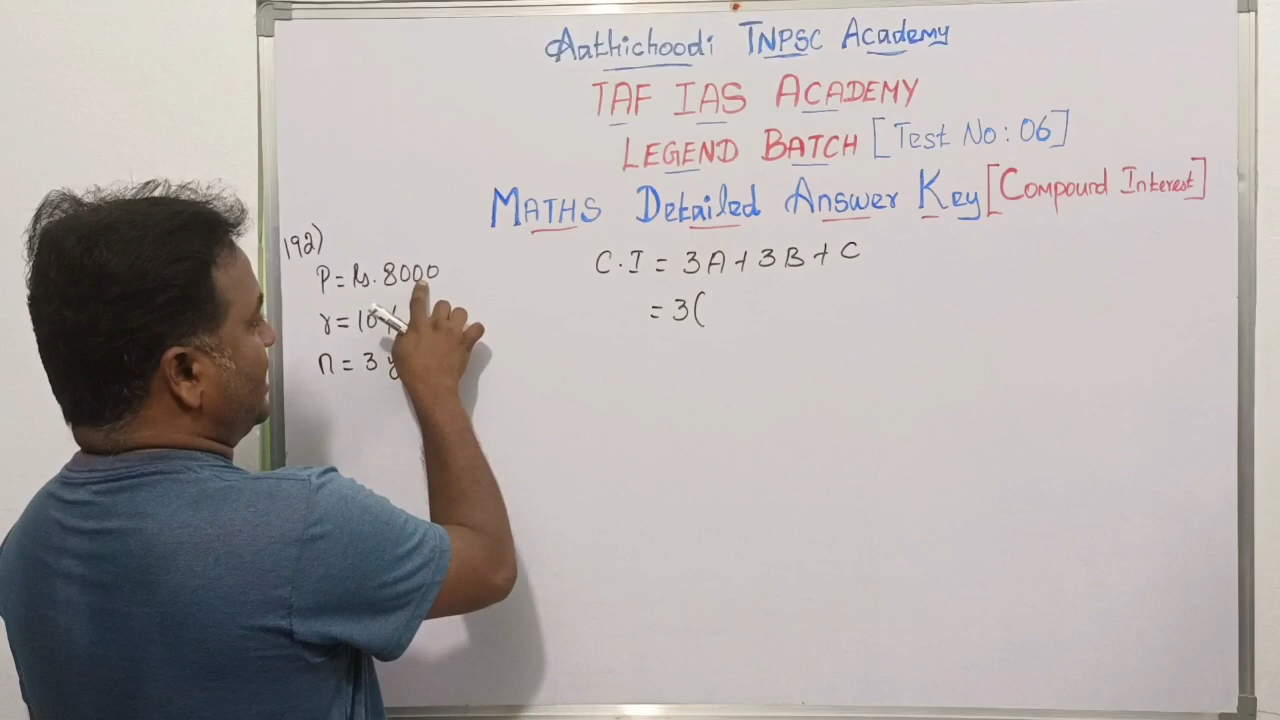 Aathichoodi TNPSC Academy
TAF IAS ACADEMY
LEGEND BATCH [Test No: 06]
MATHS Detailed Answer Key [Compound Interest]
192)
P = Rs. 8000
r = 10%
n = 3
C.I = 3A + 3B + C
= 3(